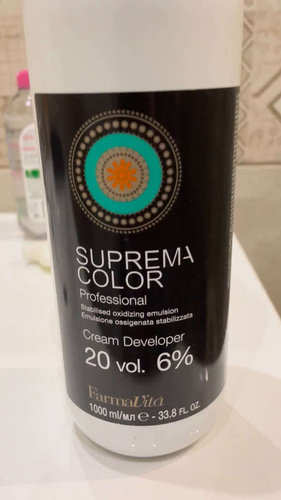 SUPREMA
COLOR
Professional
Stabilised oxidizing emulsion
Emulsione ossigenata stabilizzata
Cream Developer
20 vol. 6%
FarmaVita
1000 ml/мл e - 33.8 FL. OZ.